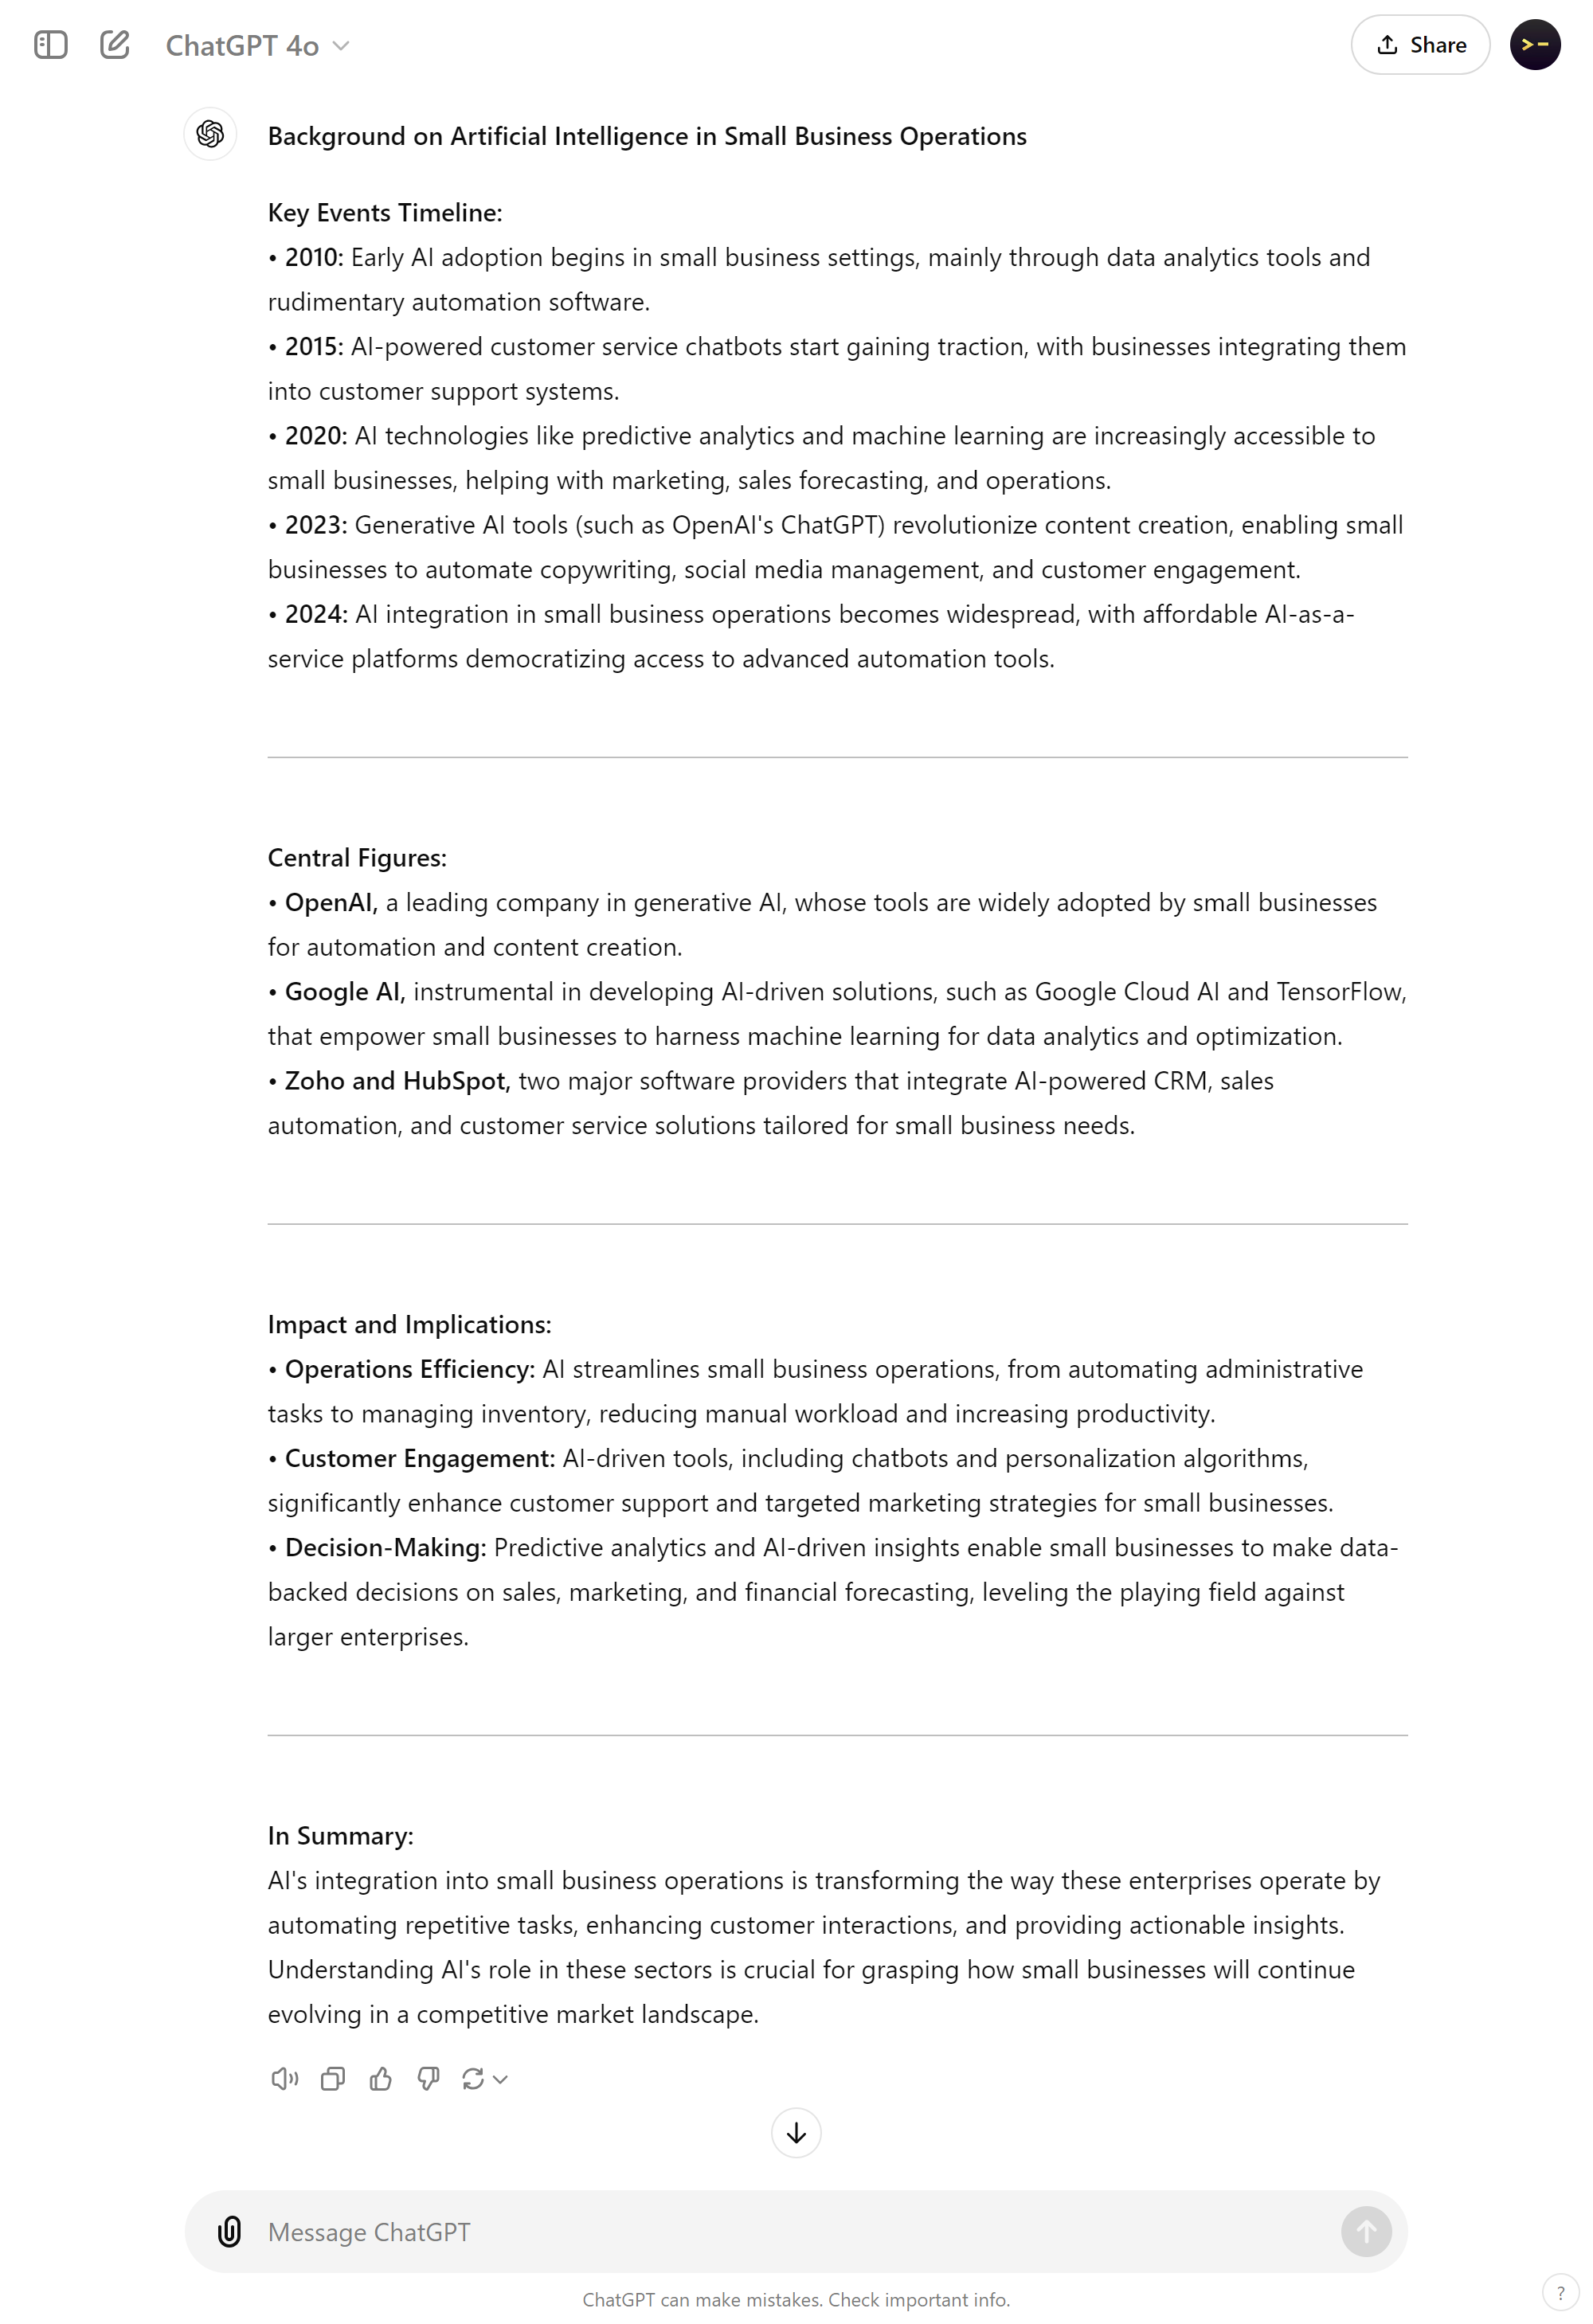 ChatGPT 4o
Share
Background on Artificial Intelligence in Small Business Operations
Key Events Timeline:
• 2010: Early AI adoption begins in small business settings, mainly through data analytics tools and
rudimentary automation software.
• 2015: AI-powered customer service chatbots start gaining traction, with businesses integrating them
into customer support systems.
• 2020: AI technologies like predictive analytics and machine learning are increasingly accessible to
small businesses, helping with marketing, sales forecasting, and operations.
• 2023: Generative AI tools (such as OpenAI's ChatGPT) revolutionize content creation, enabling small
businesses to automate copywriting, social media management, and customer engagement.
• 2024: AI integration in small business operations becomes widespread, with affordable AI-as-a-
service platforms democratizing access to advanced automation tools.
Central Figures:
• OpenAI, a leading company in generative AI, whose tools are widely adopted by small businesses
for automation and content creation.
• Google AI, instrumental in developing AI-driven solutions, such as Google Cloud AI and TensorFlow,
that empower small businesses to harness machine learning for data analytics and optimization.
• Zoho and HubSpot, two major software providers that integrate AI-powered CRM, sales
automation, and customer service solutions tailored for small business needs.
Impact and Implications:
• Operations Efficiency: AI streamlines small business operations, from automating administrative
tasks to managing inventory, reducing manual workload and increasing productivity.
• Customer Engagement: AI-driven tools, including chatbots and personalization algorithms,
significantly enhance customer support and targeted marketing strategies for small businesses.
• Decision-Making: Predictive analytics and AI-driven insights enable small businesses to make data-
backed decisions on sales, marketing, and financial forecasting, leveling the playing field against
larger enterprises.
In Summary:
AI's integration into small business operations is transforming the way these enterprises operate by
automating repetitive tasks, enhancing customer interactions, and providing actionable insights.
Understanding AI's role in these sectors is crucial for grasping how small businesses will continue
evolving in a competitive market landscape.
Message ChatGPT
ChatGPT can make mistakes. Check important info.
?